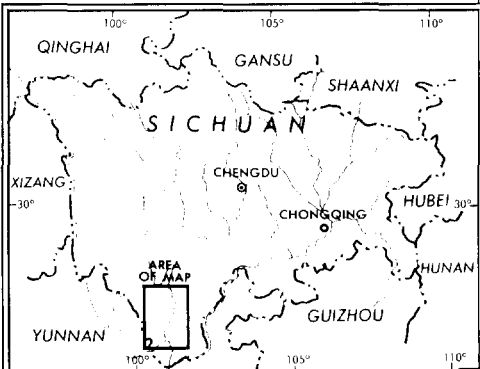 100° 105° 110°
QINGHAI
GANSU
SHAANXI
SICHUAN
CHENGDU
XIZANG
HUBEI
30° 30°
CHONGQING
HUNAN
AREA
OF MAP
GUIZHOU
YUNNAN
100° 105° 110°